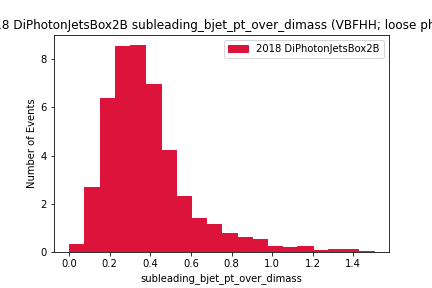 18 DiPhotonJetsBox2B subleading_bjet_pt_over_dimass (VBFHH; loose ph
2018 DiPhotonJetsBox2B
8
6
4
2
0
Number of Events
0.0 0.2 0.4 0.6 0.8 1.0 1.2 1.4
subleading_bjet_pt_over_dimass